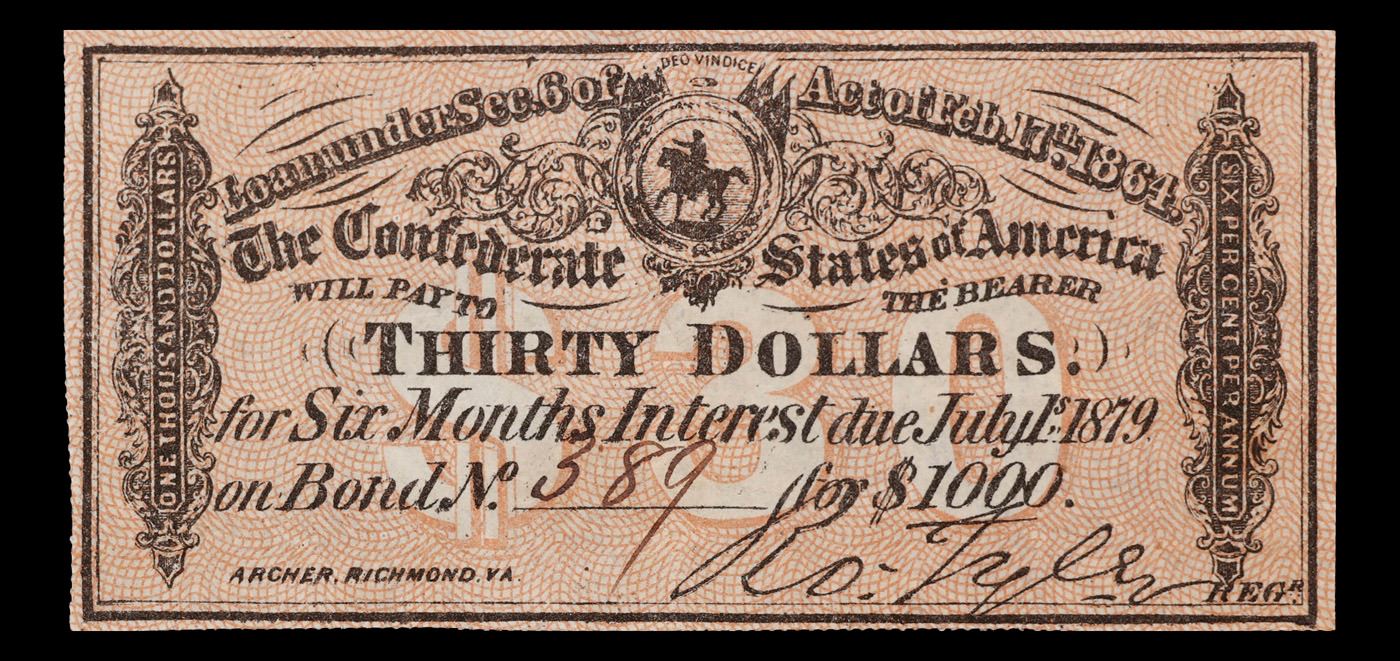 DEO VINDICE
Loan under Sec. 6 of Act of Feb. 17th 1864.
The Confederate States of America
WILL PAY TO THE BEARER
THIRTY DOLLARS.
$30
for Six Months Interest due July 1st 1879
on Bond No. 389 for $1000.
Ro. Tyler
REGR.
ARCHER, RICHMOND, VA.
ONE THOUSAND DOLLARS
SIX PER CENT PER ANNUM